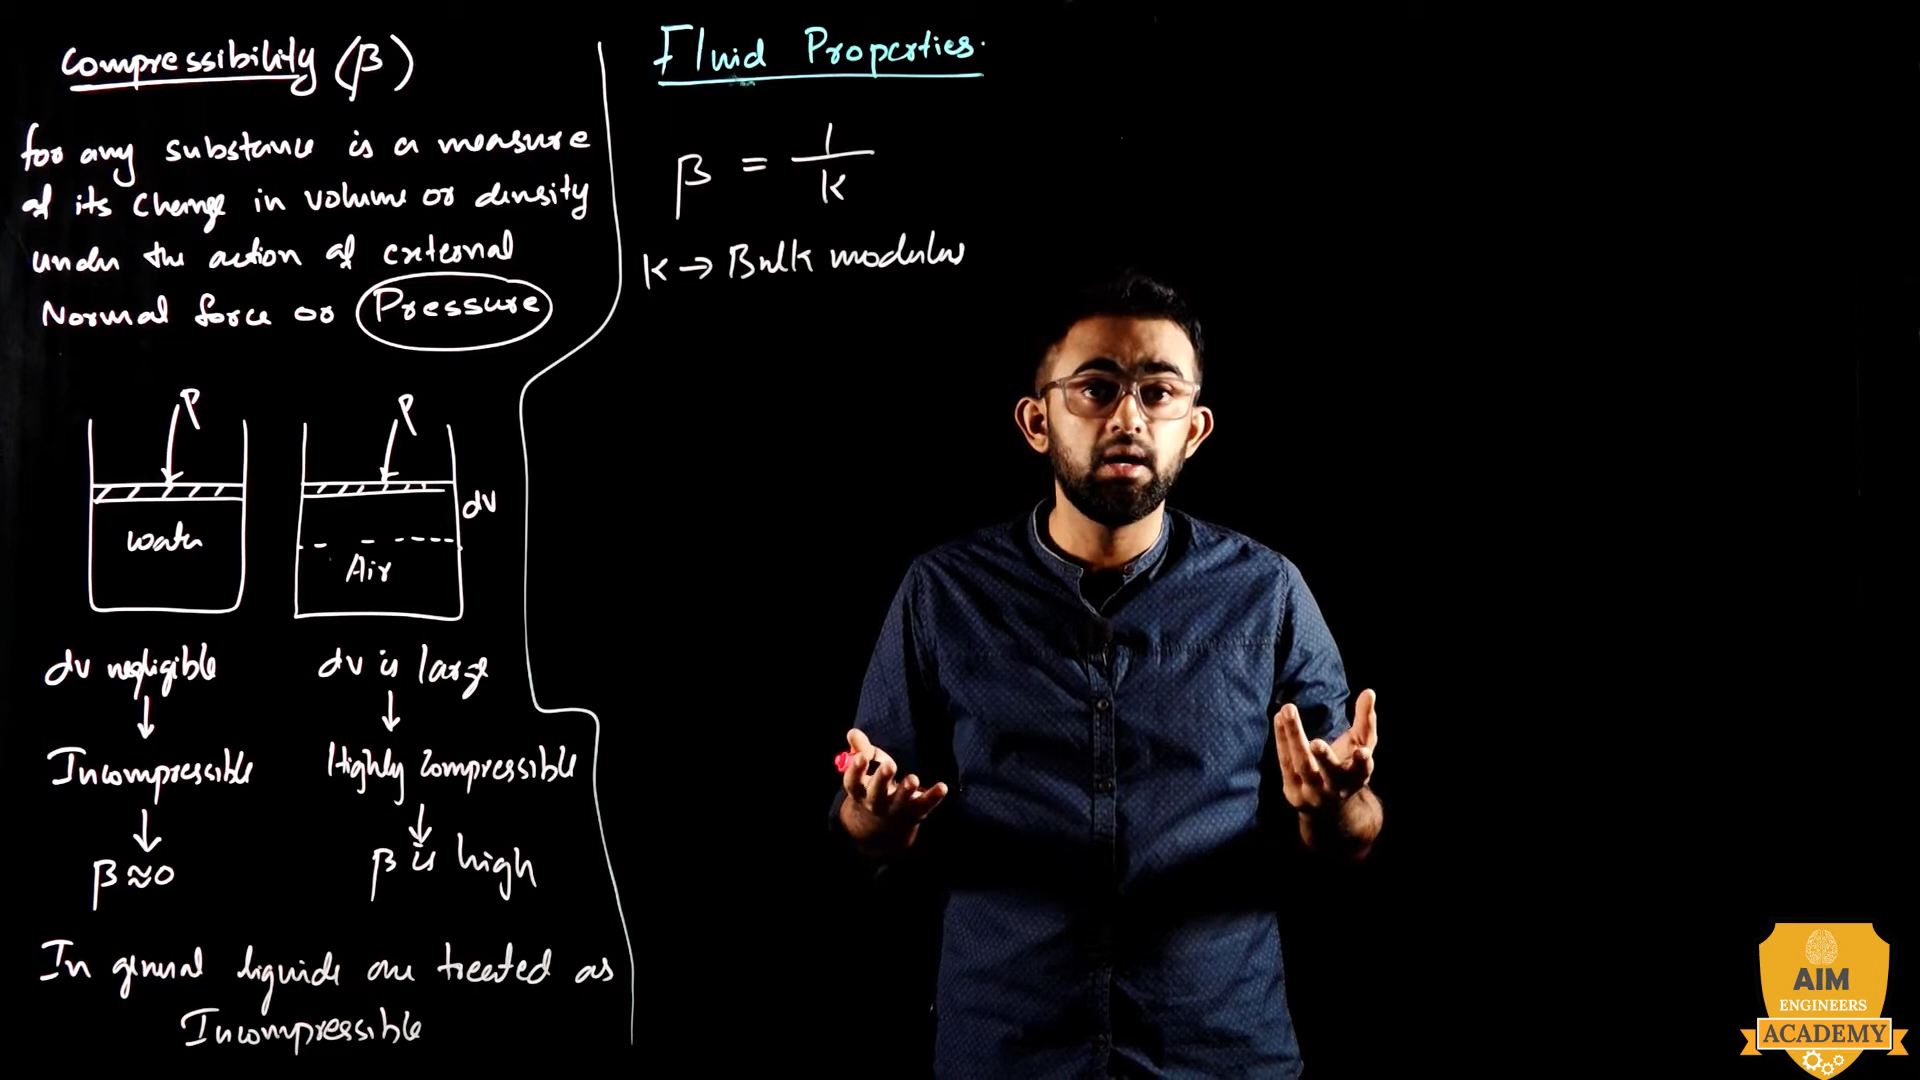 Compressibility (β)
for any substance is a measure
of its change in volume or density
under the action of external
Normal force or Pressure
P
P
water
dv
Air
dv negligible
dv is large
Incompressible
Highly compressible
β ≈ 0
β is high
In general liquids are treated as
Incompressible
Fluid Properties.
β = 1/K
K → Bulk modulus
AIM
ENGINEERS
ACADEMY